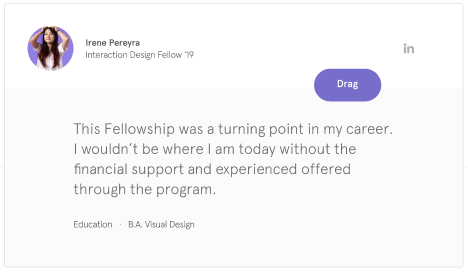 Irene Pereyra
Interaction Design Fellow '19
in
Drag
This Fellowship was a turning point in my career.
I wouldn't be where I am today without the
financial support and experienced offered
through the program.
Education · B.A. Visual Design